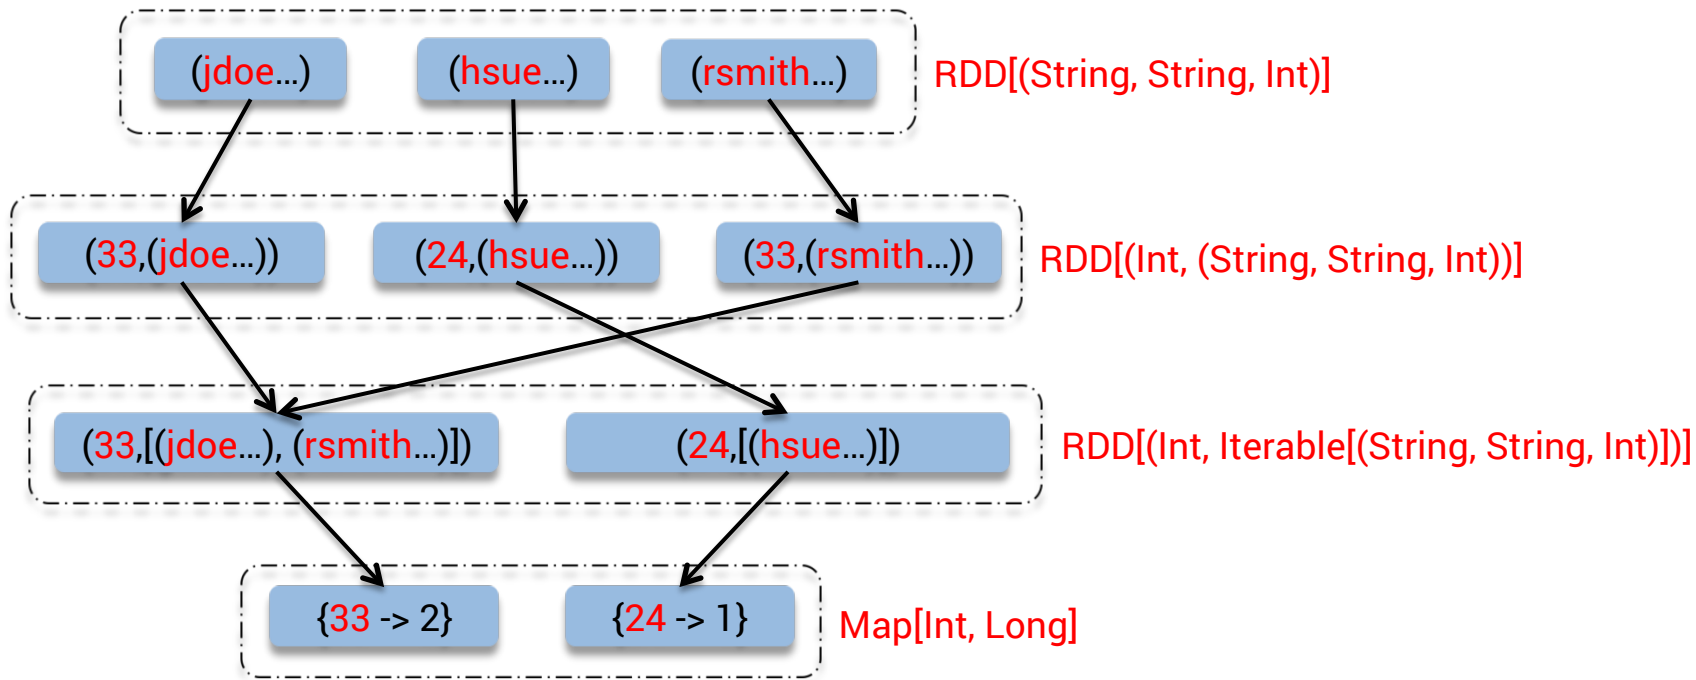 (jdoe…) (hsue…) (rsmith…) RDD[(String, String, Int)]
(33,(jdoe…)) (24,(hsue…)) (33,(rsmith…)) RDD[(Int, (String, String, Int))]
(33,[(jdoe…), (rsmith…)]) (24,[(hsue…)]) RDD[(Int, Iterable[(String, String, Int)])]
{33 -> 2} {24 -> 1} Map[Int, Long]